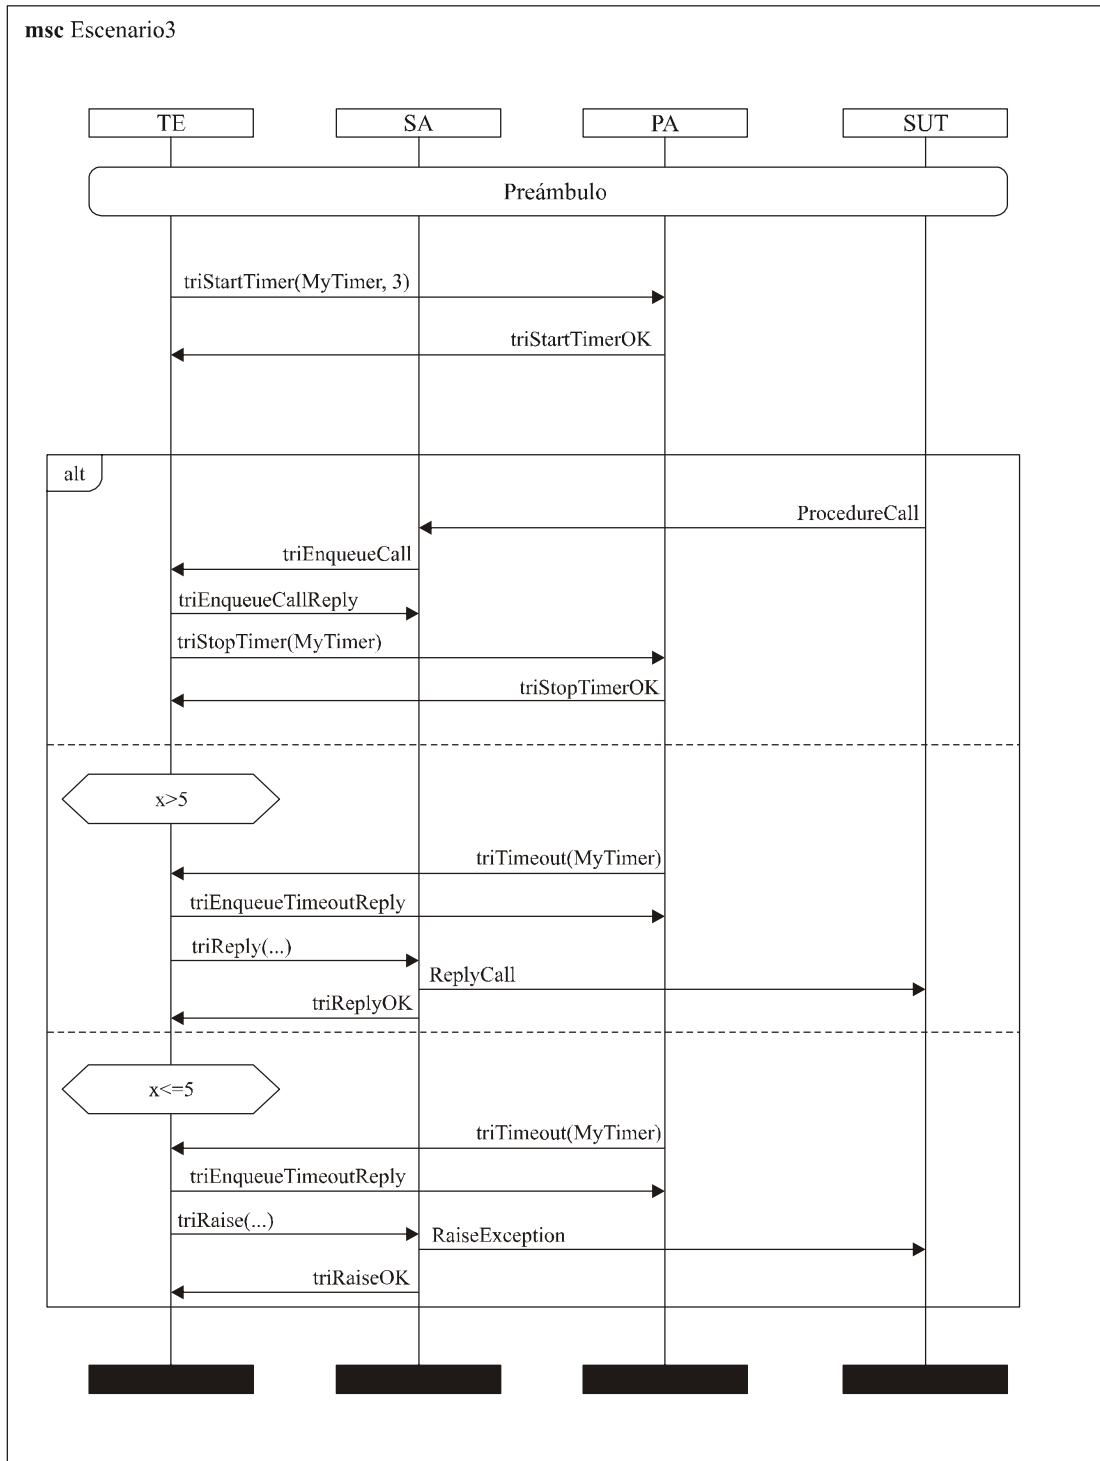 msc Escenario3
TE SA PA SUT
Preámbulo
triStartTimer(MyTimer, 3)
triStartTimerOK
alt
ProcedureCall
triEnqueueCall
triEnqueueCallReply
triStopTimer(MyTimer)
triStopTimerOK
x>5
triTimeout(MyTimer)
triEnqueueTimeoutReply
triReply(...)
ReplyCall
triReplyOK
x<=5
triTimeout(MyTimer)
triEnqueueTimeoutReply
triRaise(...)
RaiseException
triRaiseOK